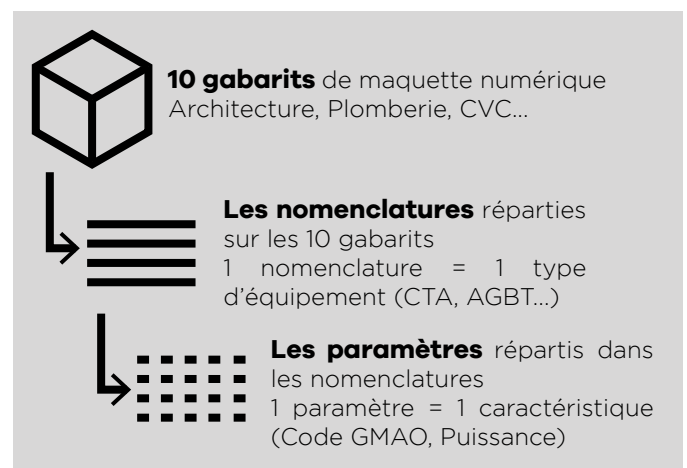 10 gabarits de maquette numérique
Architecture, Plomberie, CVC...
Les nomenclatures réparties
sur les 10 gabarits
1 nomenclature = 1 type
d'équipement (CTA, AGBT...)
Les paramètres répartis dans
les nomenclatures
1 paramètre = 1 caractéristique
(Code GMAO, Puissance)